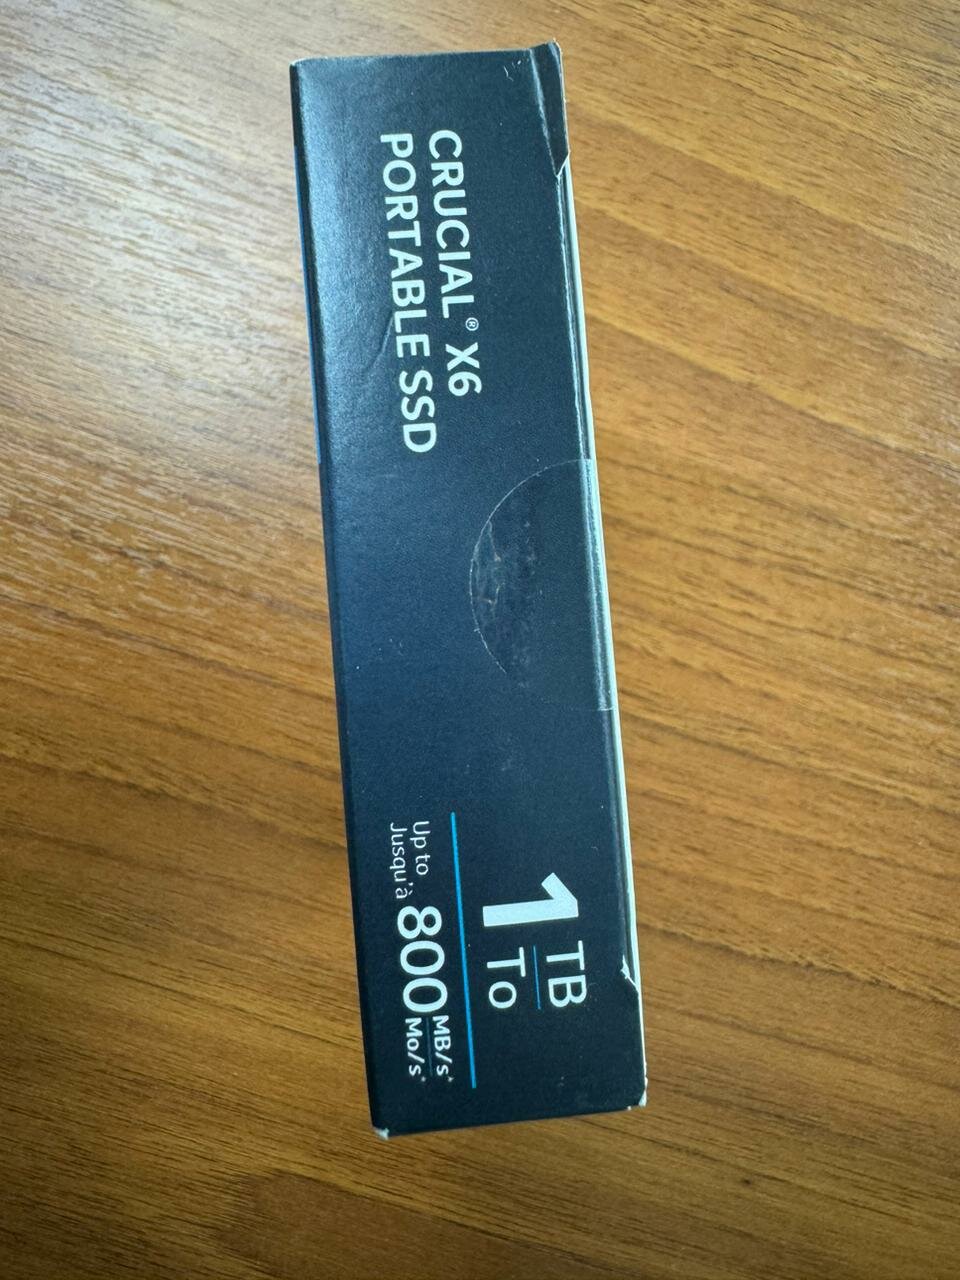 CRUCIAL® X6
PORTABLE SSD
1 TB
To
Up to
Jusqu'à
800 MB/s*
Mo/s*